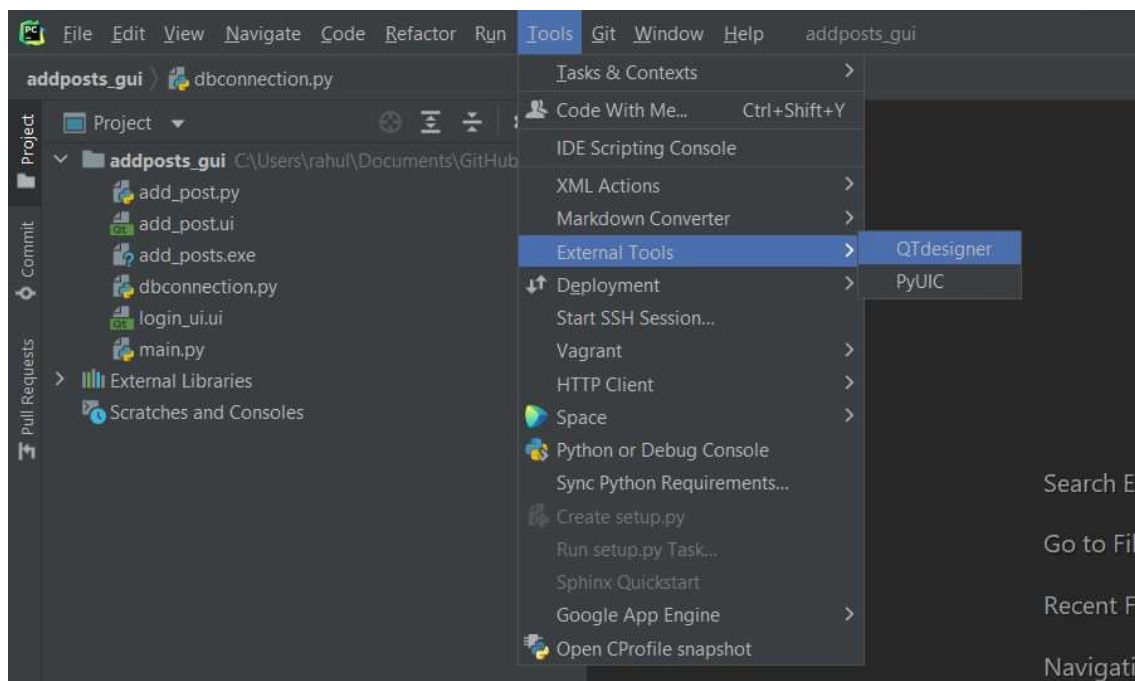 PC File Edit View Navigate Code Refactor Run Tools Git Window Help addposts_gui
addposts_gui dbconnection.py
Project
Commit
Pull Requests
Project
addposts_gui C:\Users\rahul\Documents\GitHub
add_post.py
add_post.ui
add_posts.exe
dbconnection.py
login_ui.ui
main.py
External Libraries
Scratches and Consoles
Tasks & Contexts
Code With Me... Ctrl+Shift+Y
IDE Scripting Console
XML Actions
Markdown Converter
External Tools
Deployment
Start SSH Session...
Vagrant
HTTP Client
Space
Python or Debug Console
Sync Python Requirements...
Create setup.py
Run setup.py Task...
Sphinx Quickstart
Google App Engine
Open CProfile snapshot
QTdesigner
PyUIC
Search E
Go to Fil
Recent F
Navigati